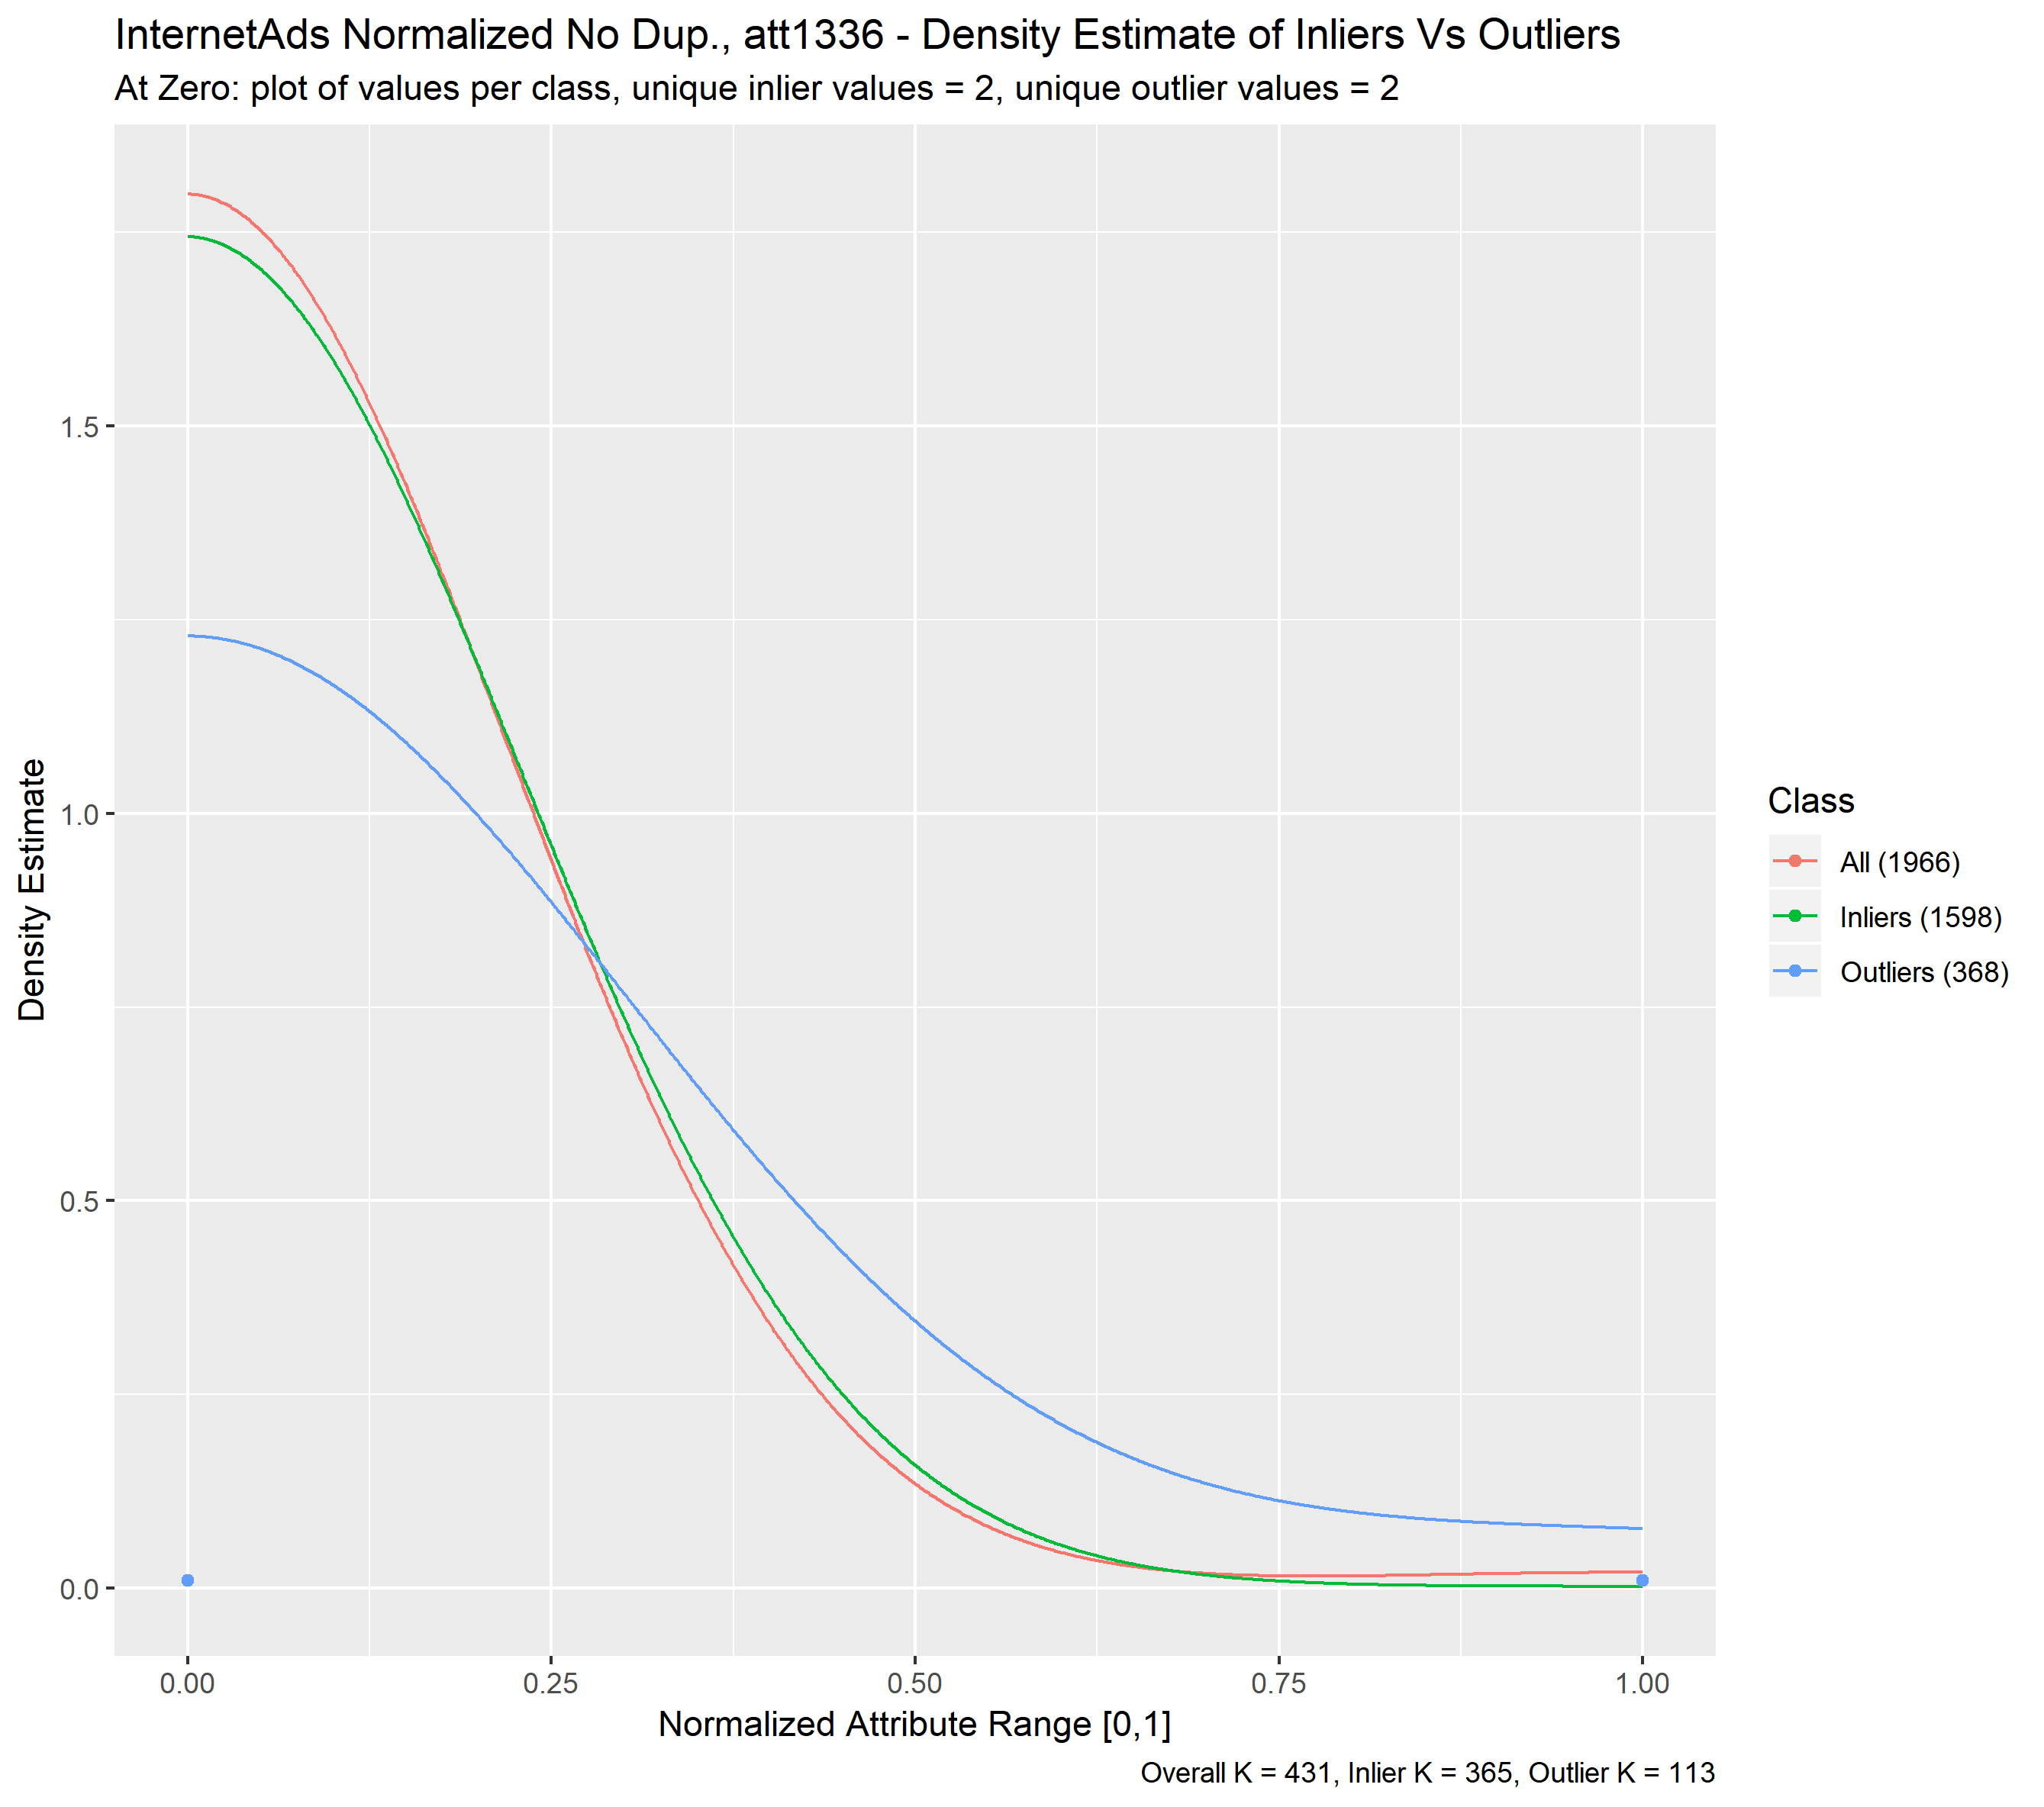 InternetAds Normalized No Dup., att1336 - Density Estimate of Inliers Vs Outliers
At Zero: plot of values per class, unique inlier values = 2, unique outlier values = 2
Density Estimate
1.5
1.0
0.5
0.0
0.00
0.25
0.50
0.75
1.00
Normalized Attribute Range [0,1]
Overall K = 431, Inlier K = 365, Outlier K = 113
Class
All (1966)
Inliers (1598)
Outliers (368)